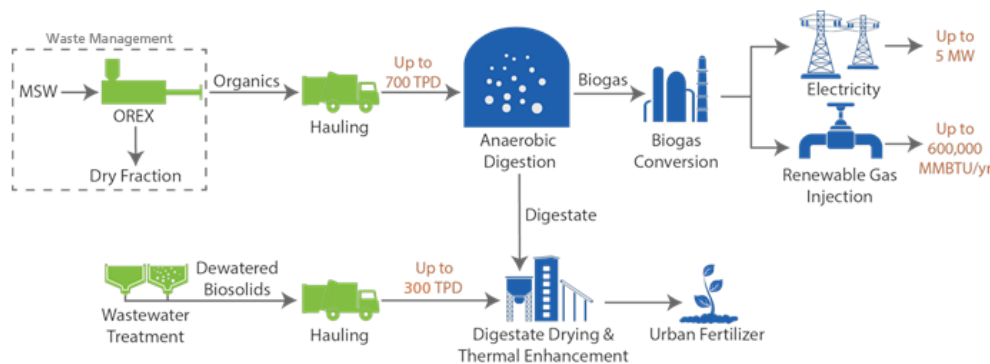 Waste Management
MSW
OREX
Dry Fraction
Organics
Hauling
Up to
700 TPD
Anaerobic
Digestion
Biogas
Biogas
Conversion
Electricity
Up to
5 MW
Renewable Gas
Injection
Up to
600,000
MMBTU/yr
Digestate
Wastewater
Treatment
Dewatered
Biosolids
Hauling
Up to
300 TPD
Digestate Drying &
Thermal Enhancement
Urban Fertilizer